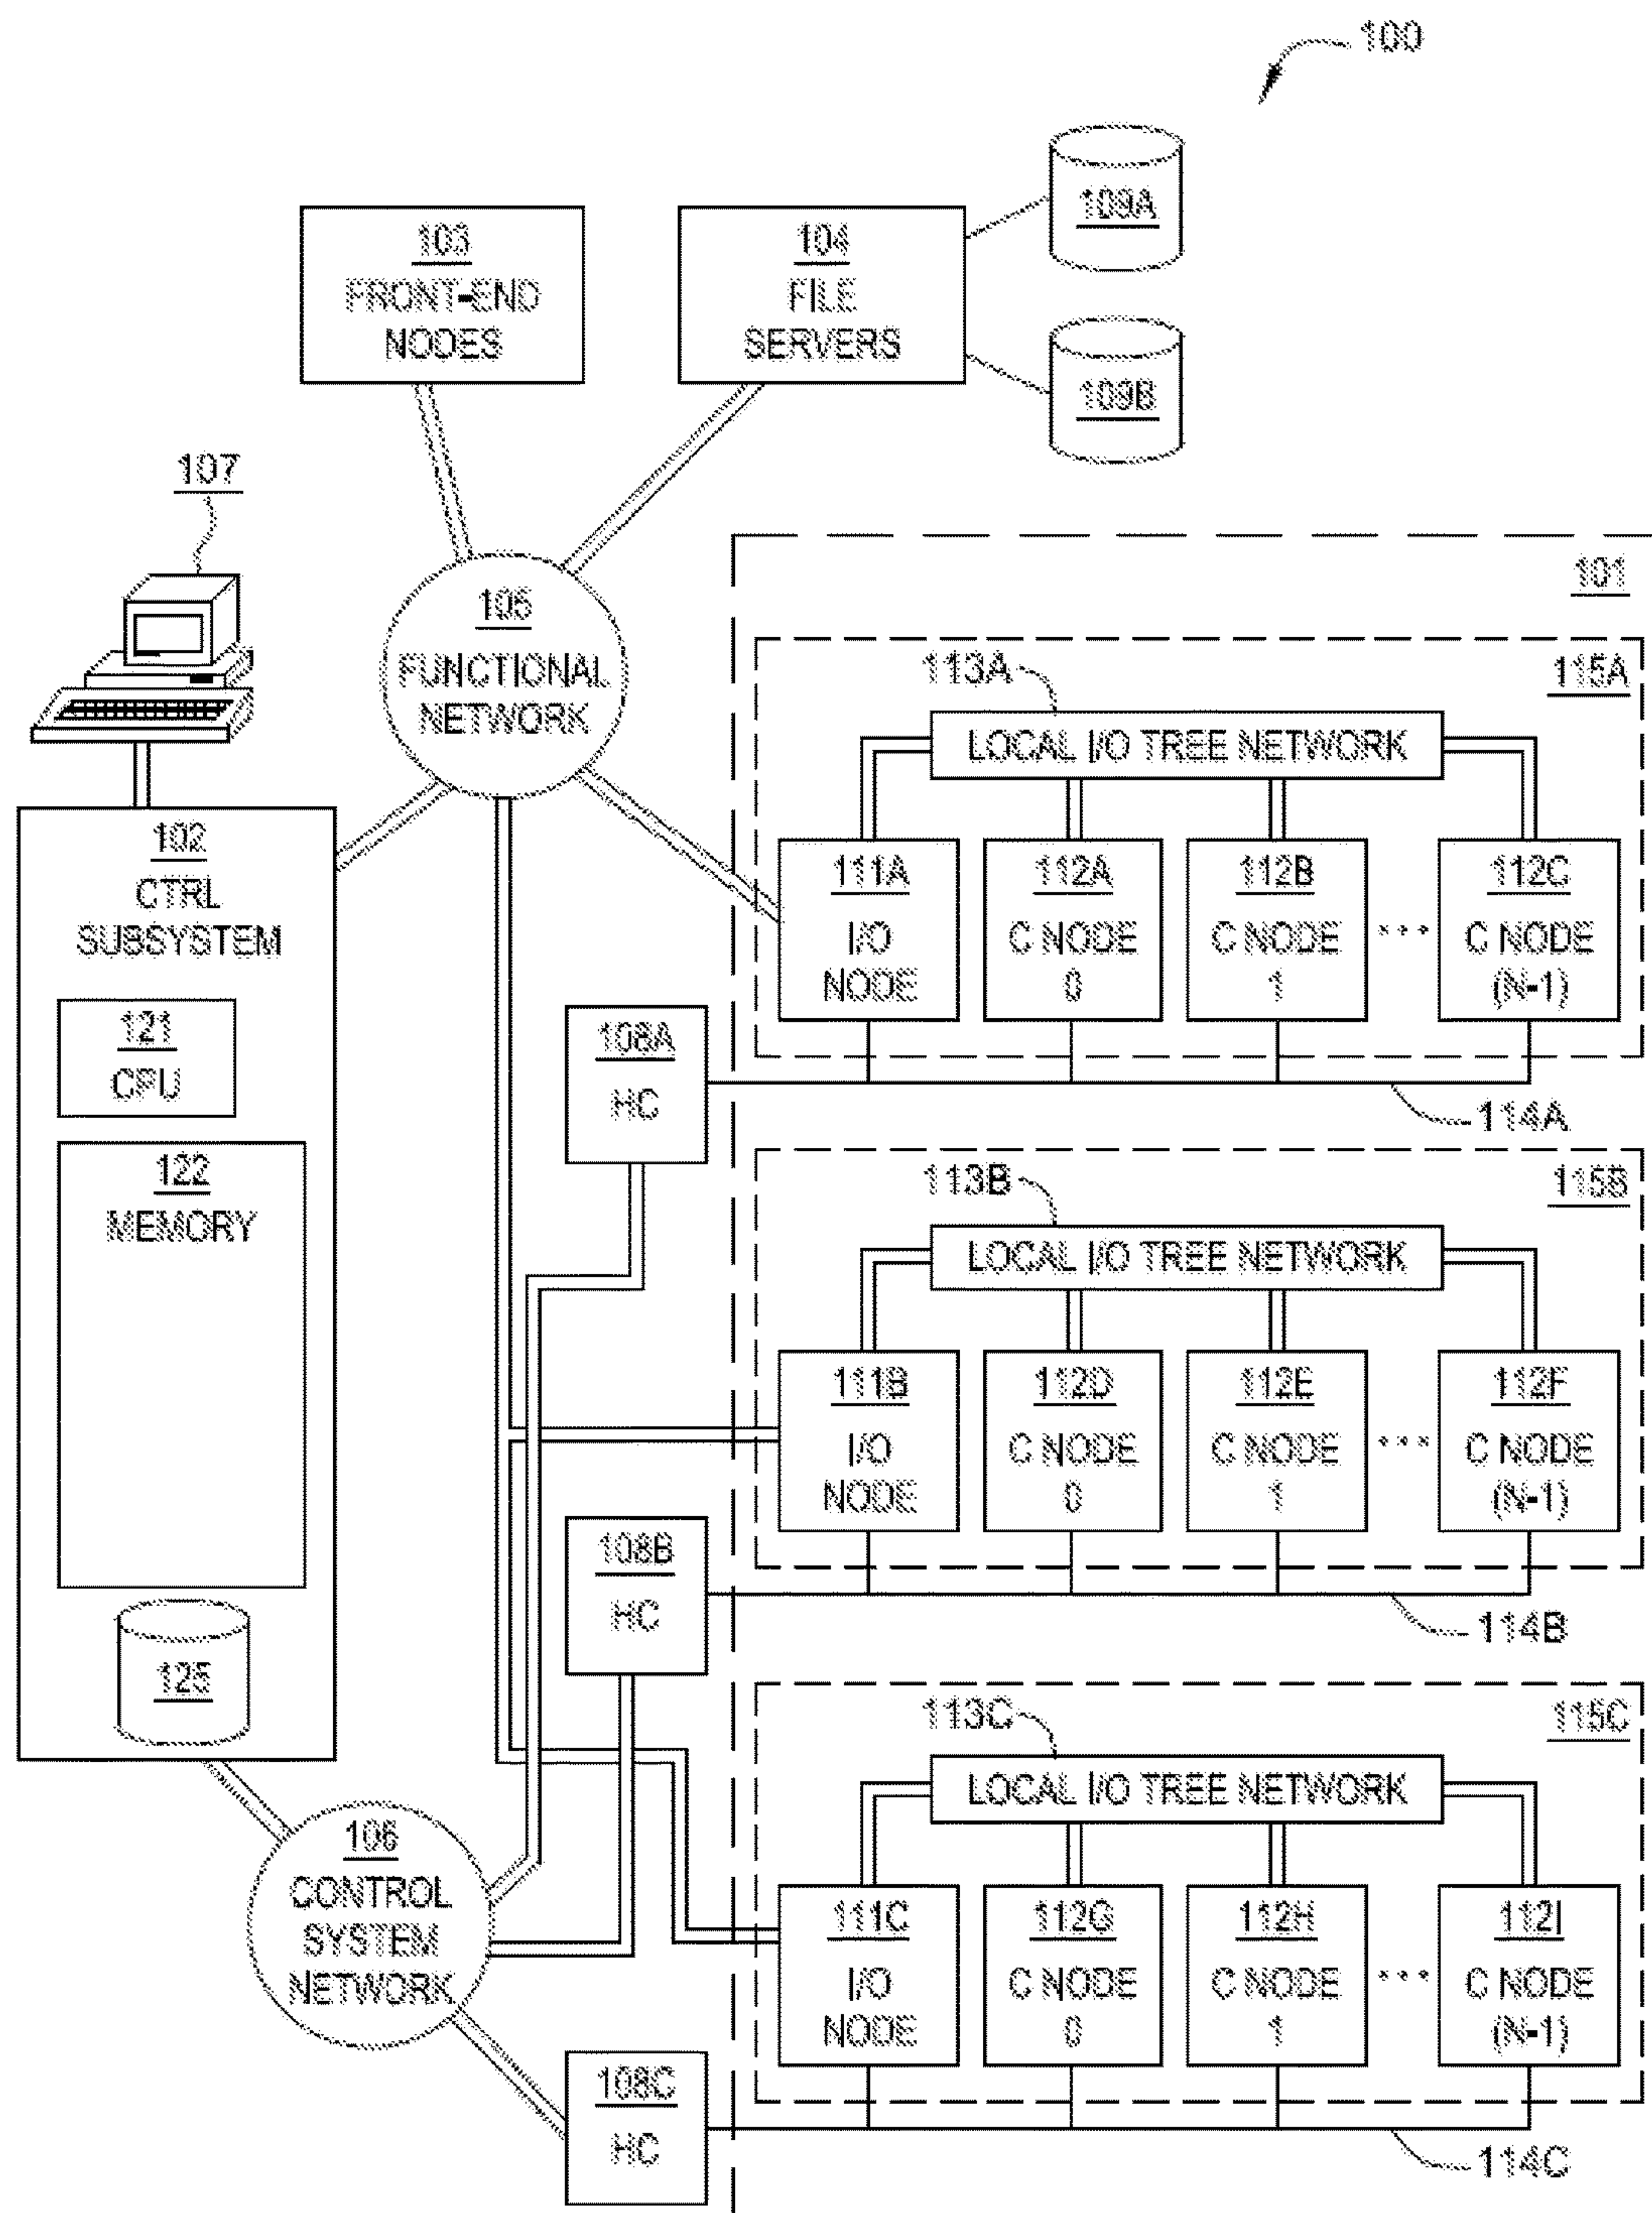 100
109A
103
FRONT-END
NODES
104
FILE
SERVERS
109B
107
105
FUNCTIONAL
NETWORK
101
113A
115A
LOCAL I/O TREE NETWORK
102
CTRL
SUBSYSTEM
111A
I/O
NODE
112A
C NODE
0
112B
C NODE
1
...
112C
C NODE
(N-1)
121
CPU
108A
HC
114A
122
MEMORY
113B
115B
LOCAL I/O TREE NETWORK
111B
I/O
NODE
112D
C NODE
0
112E
C NODE
1
...
112F
C NODE
(N-1)
108B
HC
114B
125
113C
115C
LOCAL I/O TREE NETWORK
106
CONTROL
SYSTEM
NETWORK
111C
I/O
NODE
112G
C NODE
0
112H
C NODE
1
...
112I
C NODE
(N-1)
108C
HC
114C